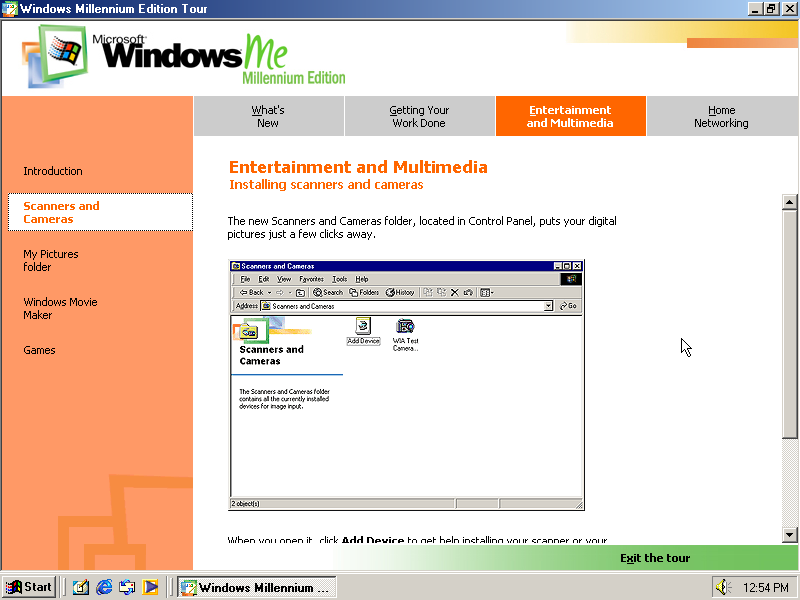 Windows Millennium Edition Tour
Microsoft
Windows Me
Millennium Edition
What's
New
Getting Your
Work Done
Entertainment
and Multimedia
Home
Networking
Introduction
Scanners and
Cameras
My Pictures
folder
Windows Movie
Maker
Games
Entertainment and Multimedia
Installing scanners and cameras
The new Scanners and Cameras folder, located in Control Panel, puts your digital
pictures just a few clicks away.
Scanners and Cameras
File Edit View Favorites Tools Help
Back Search Folders History
Address Scanners and Cameras Go
Scanners and
Cameras
The Scanners and Cameras folder
contains all the currently installed
devices for image input.
Add Device
WIA Test
Camera...
2 object(s)
When you open it, click Add Device to get help installing your scanner or your
Exit the tour
Start
Windows Millennium ...
12:54 PM